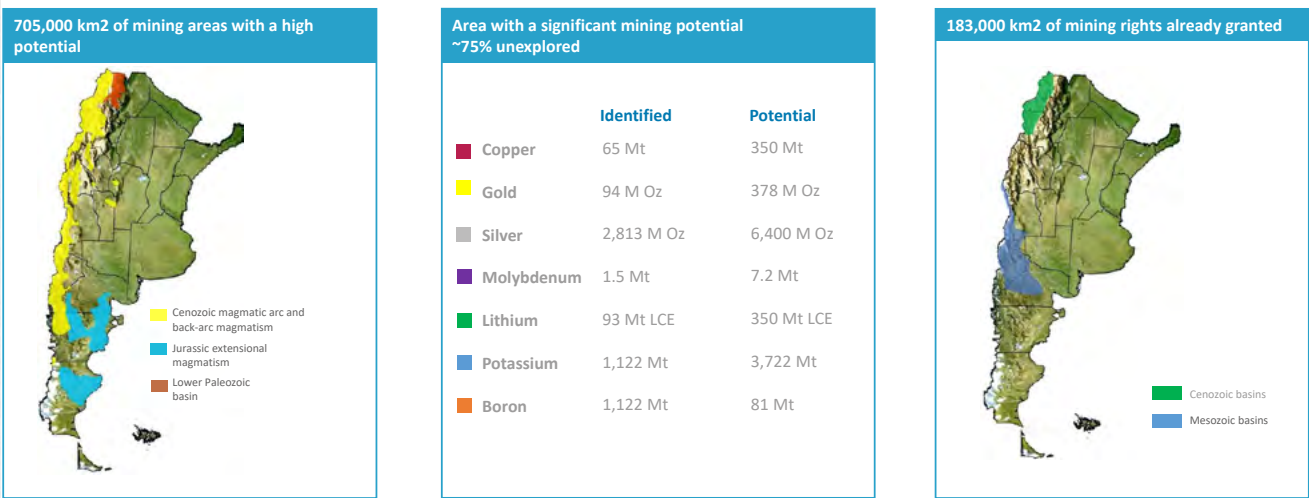 705,000 km2 of mining areas with a high
potential
Cenozoic magmatic arc and
back-arc magmatism
Jurassic extensional
magmatism
Lower Paleozoic
basin
Area with a significant mining potential
~75% unexplored
Identified Potential
Copper 65 Mt 350 Mt
Gold 94 M Oz 378 M Oz
Silver 2,813 M Oz 6,400 M Oz
Molybdenum 1.5 Mt 7.2 Mt
Lithium 93 Mt LCE 350 Mt LCE
Potassium 1,122 Mt 3,722 Mt
Boron 1,122 Mt 81 Mt
183,000 km2 of mining rights already granted
Cenozoic basins
Mesozoic basins